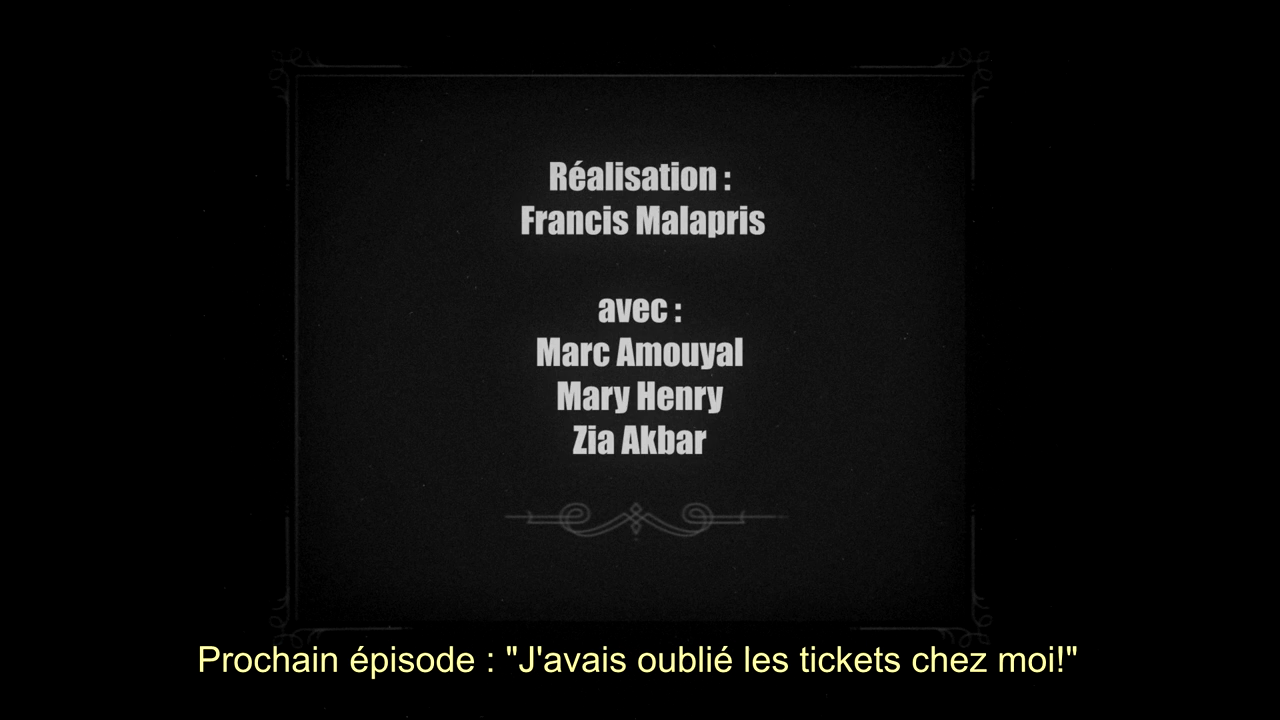 Réalisation :
Francis Malapris
avec :
Marc Amouyal
Mary Henry
Zia Akbar
Prochain épisode : "J'avais oublié les tickets chez moi!"